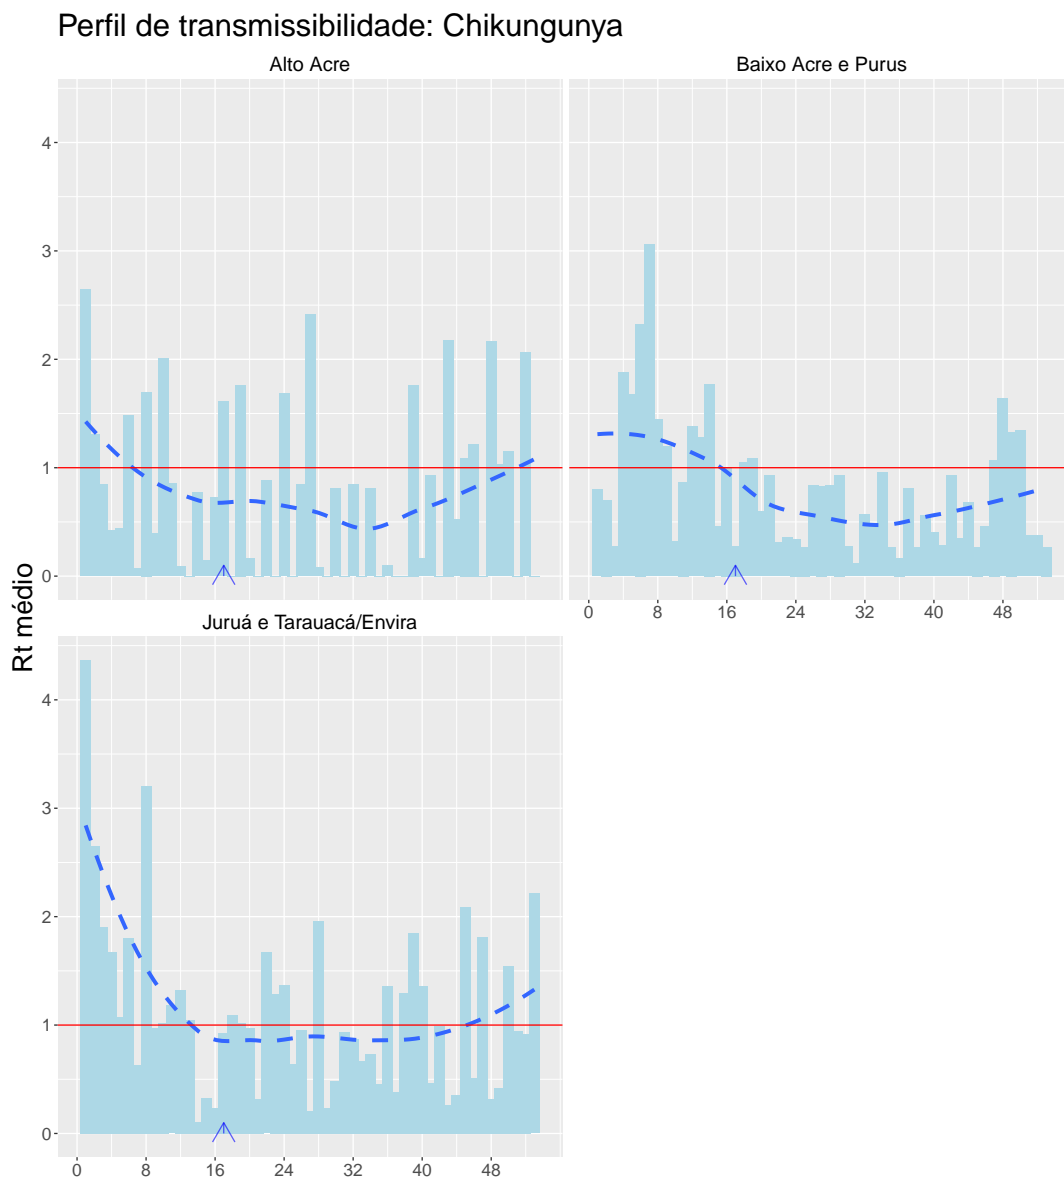 Perfil de transmissibilidade: Chikungunya
Alto Acre
Baixo Acre e Purus
4
3
2
1
0
0 8 16 24 32 40 48
Rt médio
Juruá e Tarauacá/Envira
4
3
2
1
0
0 8 16 24 32 40 48